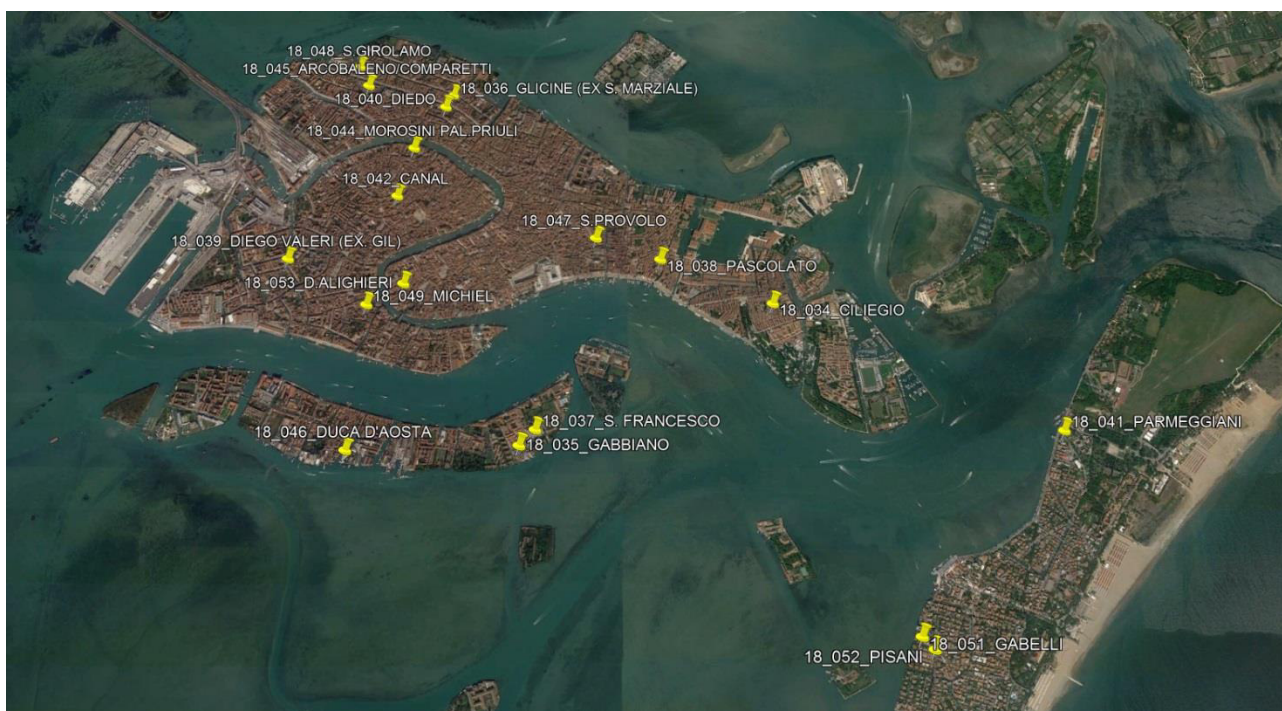 18_048_S.GIROLAMO
18_045_ARCOBALENO/COMPARETTI
18_036_GLICINE (EX S. MARZIALE)
18_040_DIEDO
18_044_MOROSINI PAL.PRIULI
18_042_CANAL
18_047_S.PROVOLO
18_039_DIEGO VALERI (EX. GIL)
18_038_PASCOLATO
18_053_D.ALIGHIERI
18_049_MICHIEL
18_034_CILIEGIO
18_037_S. FRANCESCO
18_041_PARMEGGIANI
18_046_DUCA D'AOSTA
18_035_GABBIANO
18_051_GABELLI
18_052_PISANI